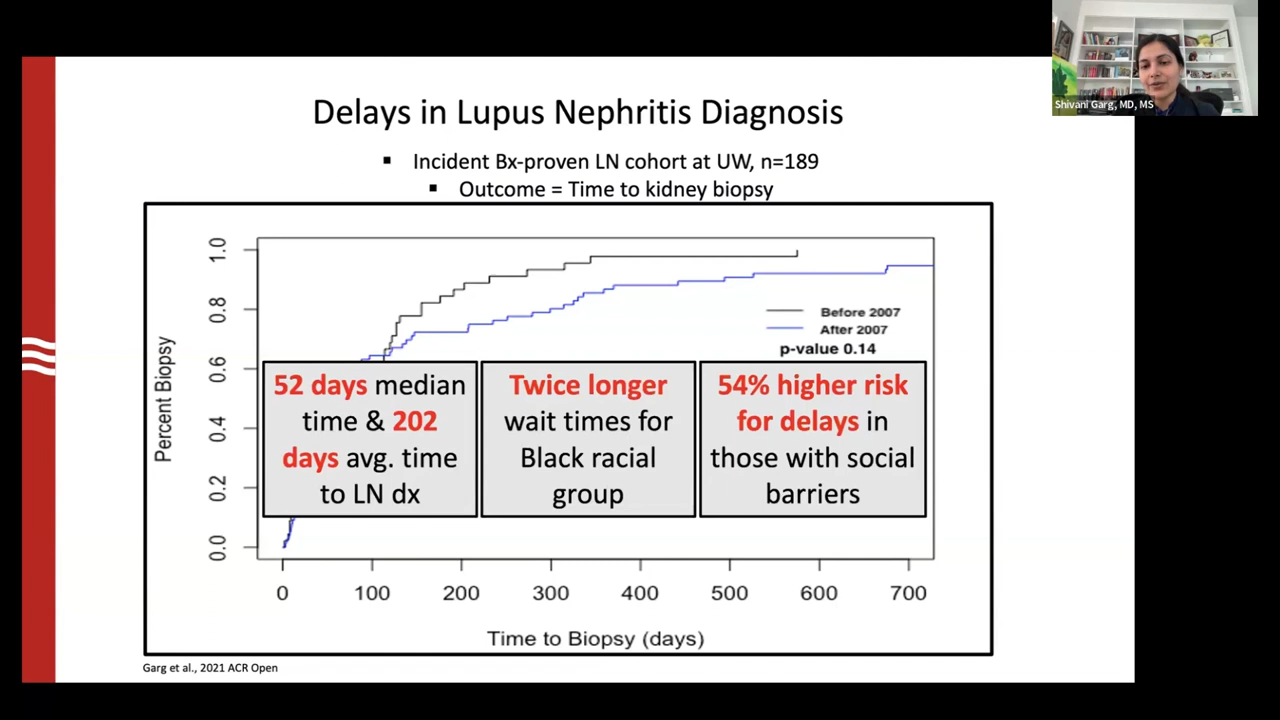 Shivani Garg, MD, MS
Delays in Lupus Nephritis Diagnosis
▪ Incident Bx-proven LN cohort at UW, n=189
▪ Outcome = Time to kidney biopsy
Percent Biopsy
1.0
0.8
0.6
0.4
0.2
0.0
Before 2007
After 2007
p-value 0.14
52 days median
time & 202
days avg. time
to LN dx
Twice longer
wait times for
Black racial
group
54% higher risk
for delays in
those with social
barriers
0 100 200 300 400 500 600 700
Time to Biopsy (days)
Garg et al., 2021 ACR Open